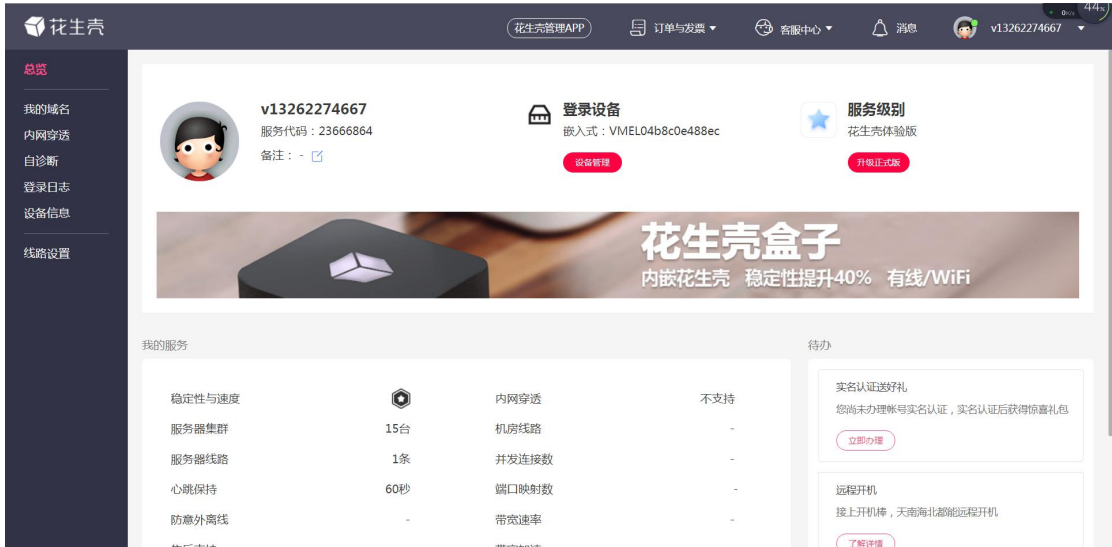 花生壳
花生壳管理APP
订单与发票
客服中心
消息
v13262274667
0K/s
44%
总览
我的域名
内网穿透
自诊断
登录日志
设备信息
线路设置
v13262274667
服务代码：23666864
备注： -
登录设备
嵌入式：VMEL04b8c0e488ec
设备管理
服务级别
花生壳体验版
升级正式版
花生壳盒子
内嵌花生壳 稳定性提升40% 有线/WiFi
我的服务
稳定性与速度
内网穿透 不支持
服务器集群 15台
机房线路 -
服务器线路 1条
并发连接数 -
心跳保持 60秒
端口映射数 -
防意外离线 -
带宽速率 -
待办
实名认证送好礼
您尚未办理帐号实名认证，实名认证后获得惊喜礼包
立即办理
远程开机
接上开机棒，天南海北都能远程开机
了解详情